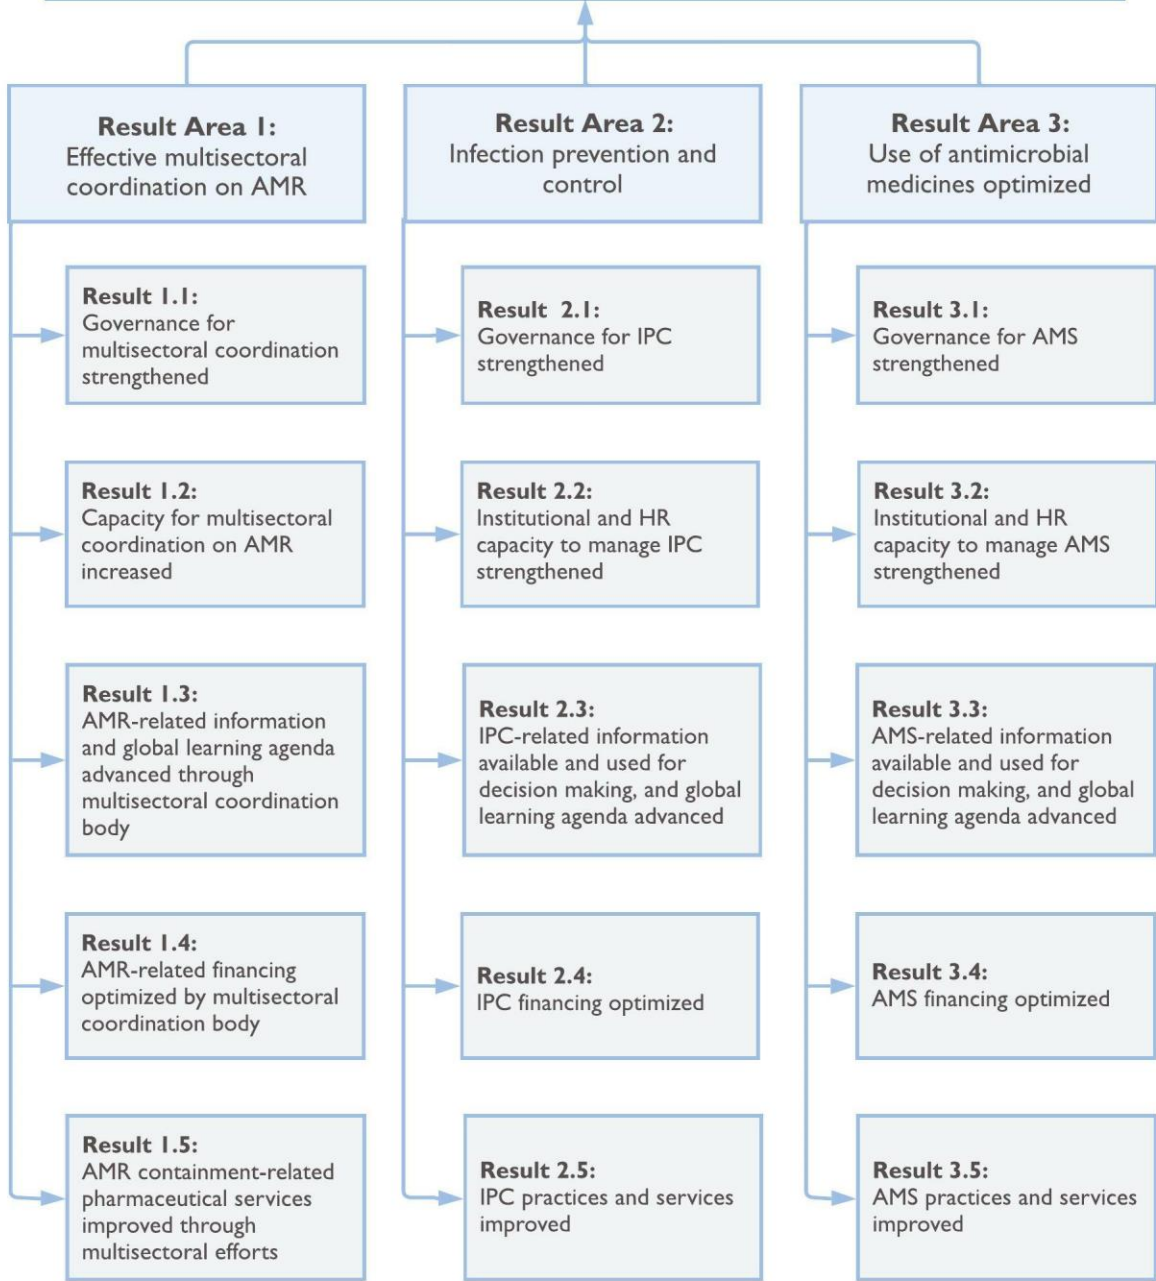 Result Area 1:
Effective multisectoral
coordination on AMR
Result Area 2:
Infection prevention and
control
Result Area 3:
Use of antimicrobial
medicines optimized
Result 1.1:
Governance for
multisectoral coordination
strengthened
Result 2.1:
Governance for IPC
strengthened
Result 3.1:
Governance for AMS
strengthened
Result 1.2:
Capacity for multisectoral
coordination on AMR
increased
Result 2.2:
Institutional and HR
capacity to manage IPC
strengthened
Result 3.2:
Institutional and HR
capacity to manage AMS
strengthened
Result 1.3:
AMR-related information
and global learning agenda
advanced through
multisectoral coordination
body
Result 2.3:
IPC-related information
available and used for
decision making, and global
learning agenda advanced
Result 3.3:
AMS-related information
available and used for
decision making, and global
learning agenda advanced
Result 1.4:
AMR-related financing
optimized by multisectoral
coordination body
Result 2.4:
IPC financing optimized
Result 3.4:
AMS financing optimized
Result 1.5:
AMR containment-related
pharmaceutical services
improved through
multisectoral efforts
Result 2.5:
IPC practices and services
improved
Result 3.5:
AMS practices and services
improved